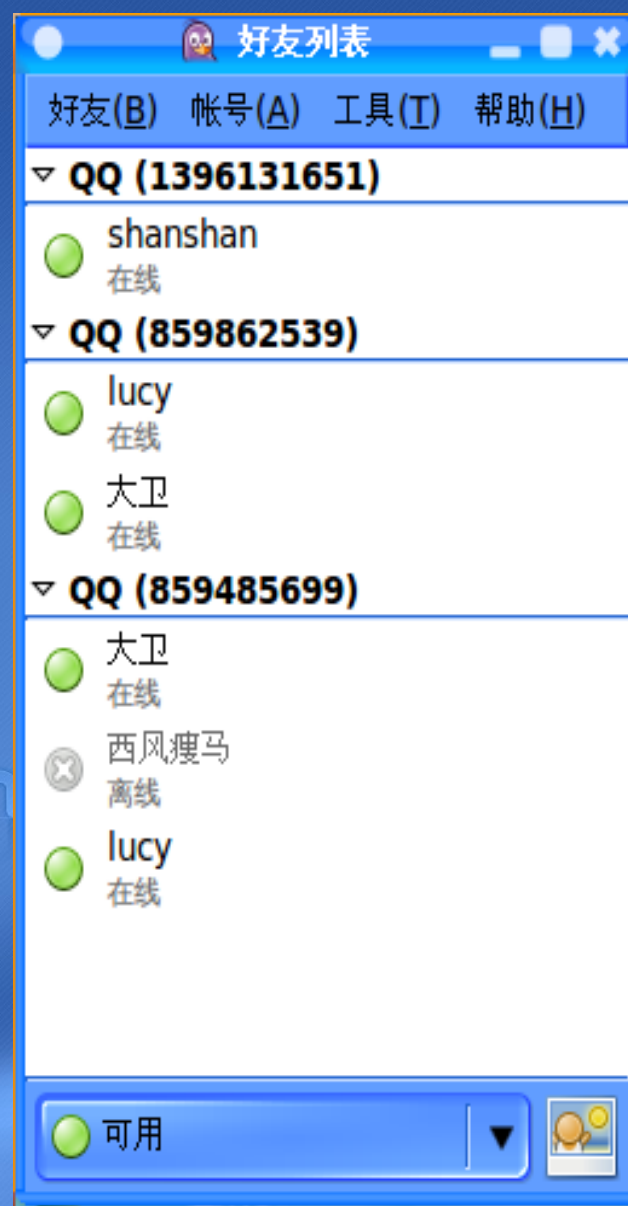 好友列表
好友(B) 帐号(A) 工具(T) 帮助(H)
QQ (1396131651)
shanshan
在线
QQ (859862539)
lucy
在线
大卫
在线
QQ (859485699)
大卫
在线
西风瘦马
离线
lucy
在线
可用